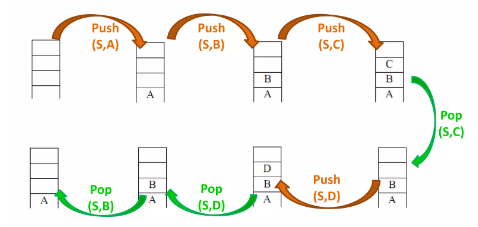 Push
(S,A)
Push
(S,B)
Push
(S,C)
A
B
A
C
B
A
Pop
(S,C)
A
Pop
(S,B)
B
A
Pop
(S,D)
D
B
A
Push
(S,D)
B
A